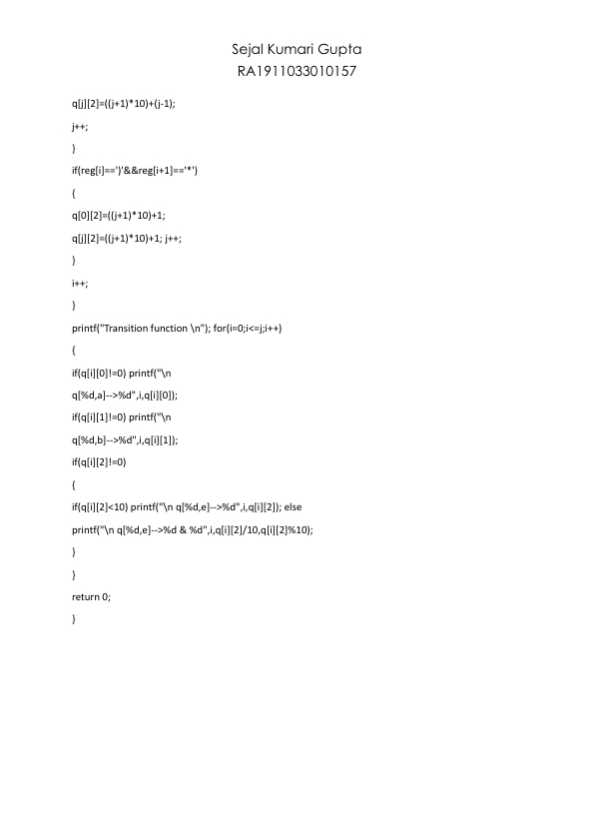 Sejal Kumari Gupta
RA1911033010157
q[j][2]=((j+1)*10)+(j-1);
j++;
}
if(reg[i]==')'&&reg[i+1]=='*')
{
q[0][2]=((j+1)*10)+1;
q[j][2]=((j+1)*10)+1; j++;
}
i++;
}
printf("Transition function \n"); for(i=0;i<=j;i++)
{
if(q[i][0]!=0) printf("\n
q[%d,a]-->%d",i,q[i][0]);
if(q[i][1]!=0) printf("\n
q[%d,b]-->%d",i,q[i][1]);
if(q[i][2]!=0)
{
if(q[i][2]<10) printf("\n q[%d,e]-->%d",i,q[i][2]); else
printf("\n q[%d,e]-->%d & %d",i,q[i][2]/10,q[i][2]%10);
}
}
return 0;
}